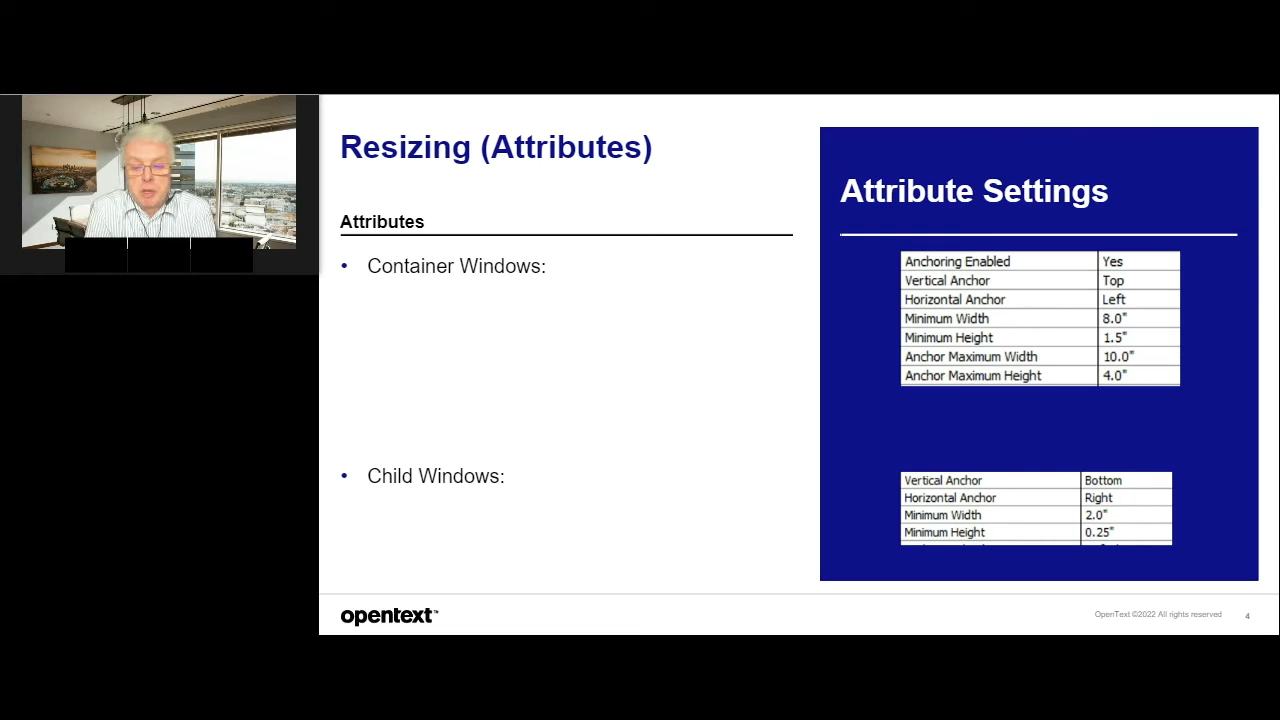 Resizing (Attributes)
Attributes
• Container Windows:
• Child Windows:
Attribute Settings
Anchoring Enabled Yes
Vertical Anchor Top
Horizontal Anchor Left
Minimum Width 8.0"
Minimum Height 1.5"
Anchor Maximum Width 10.0"
Anchor Maximum Height 4.0"
Vertical Anchor Bottom
Horizontal Anchor Right
Minimum Width 2.0"
Minimum Height 0.25"
opentext™
OpenText ©2022 All rights reserved 4